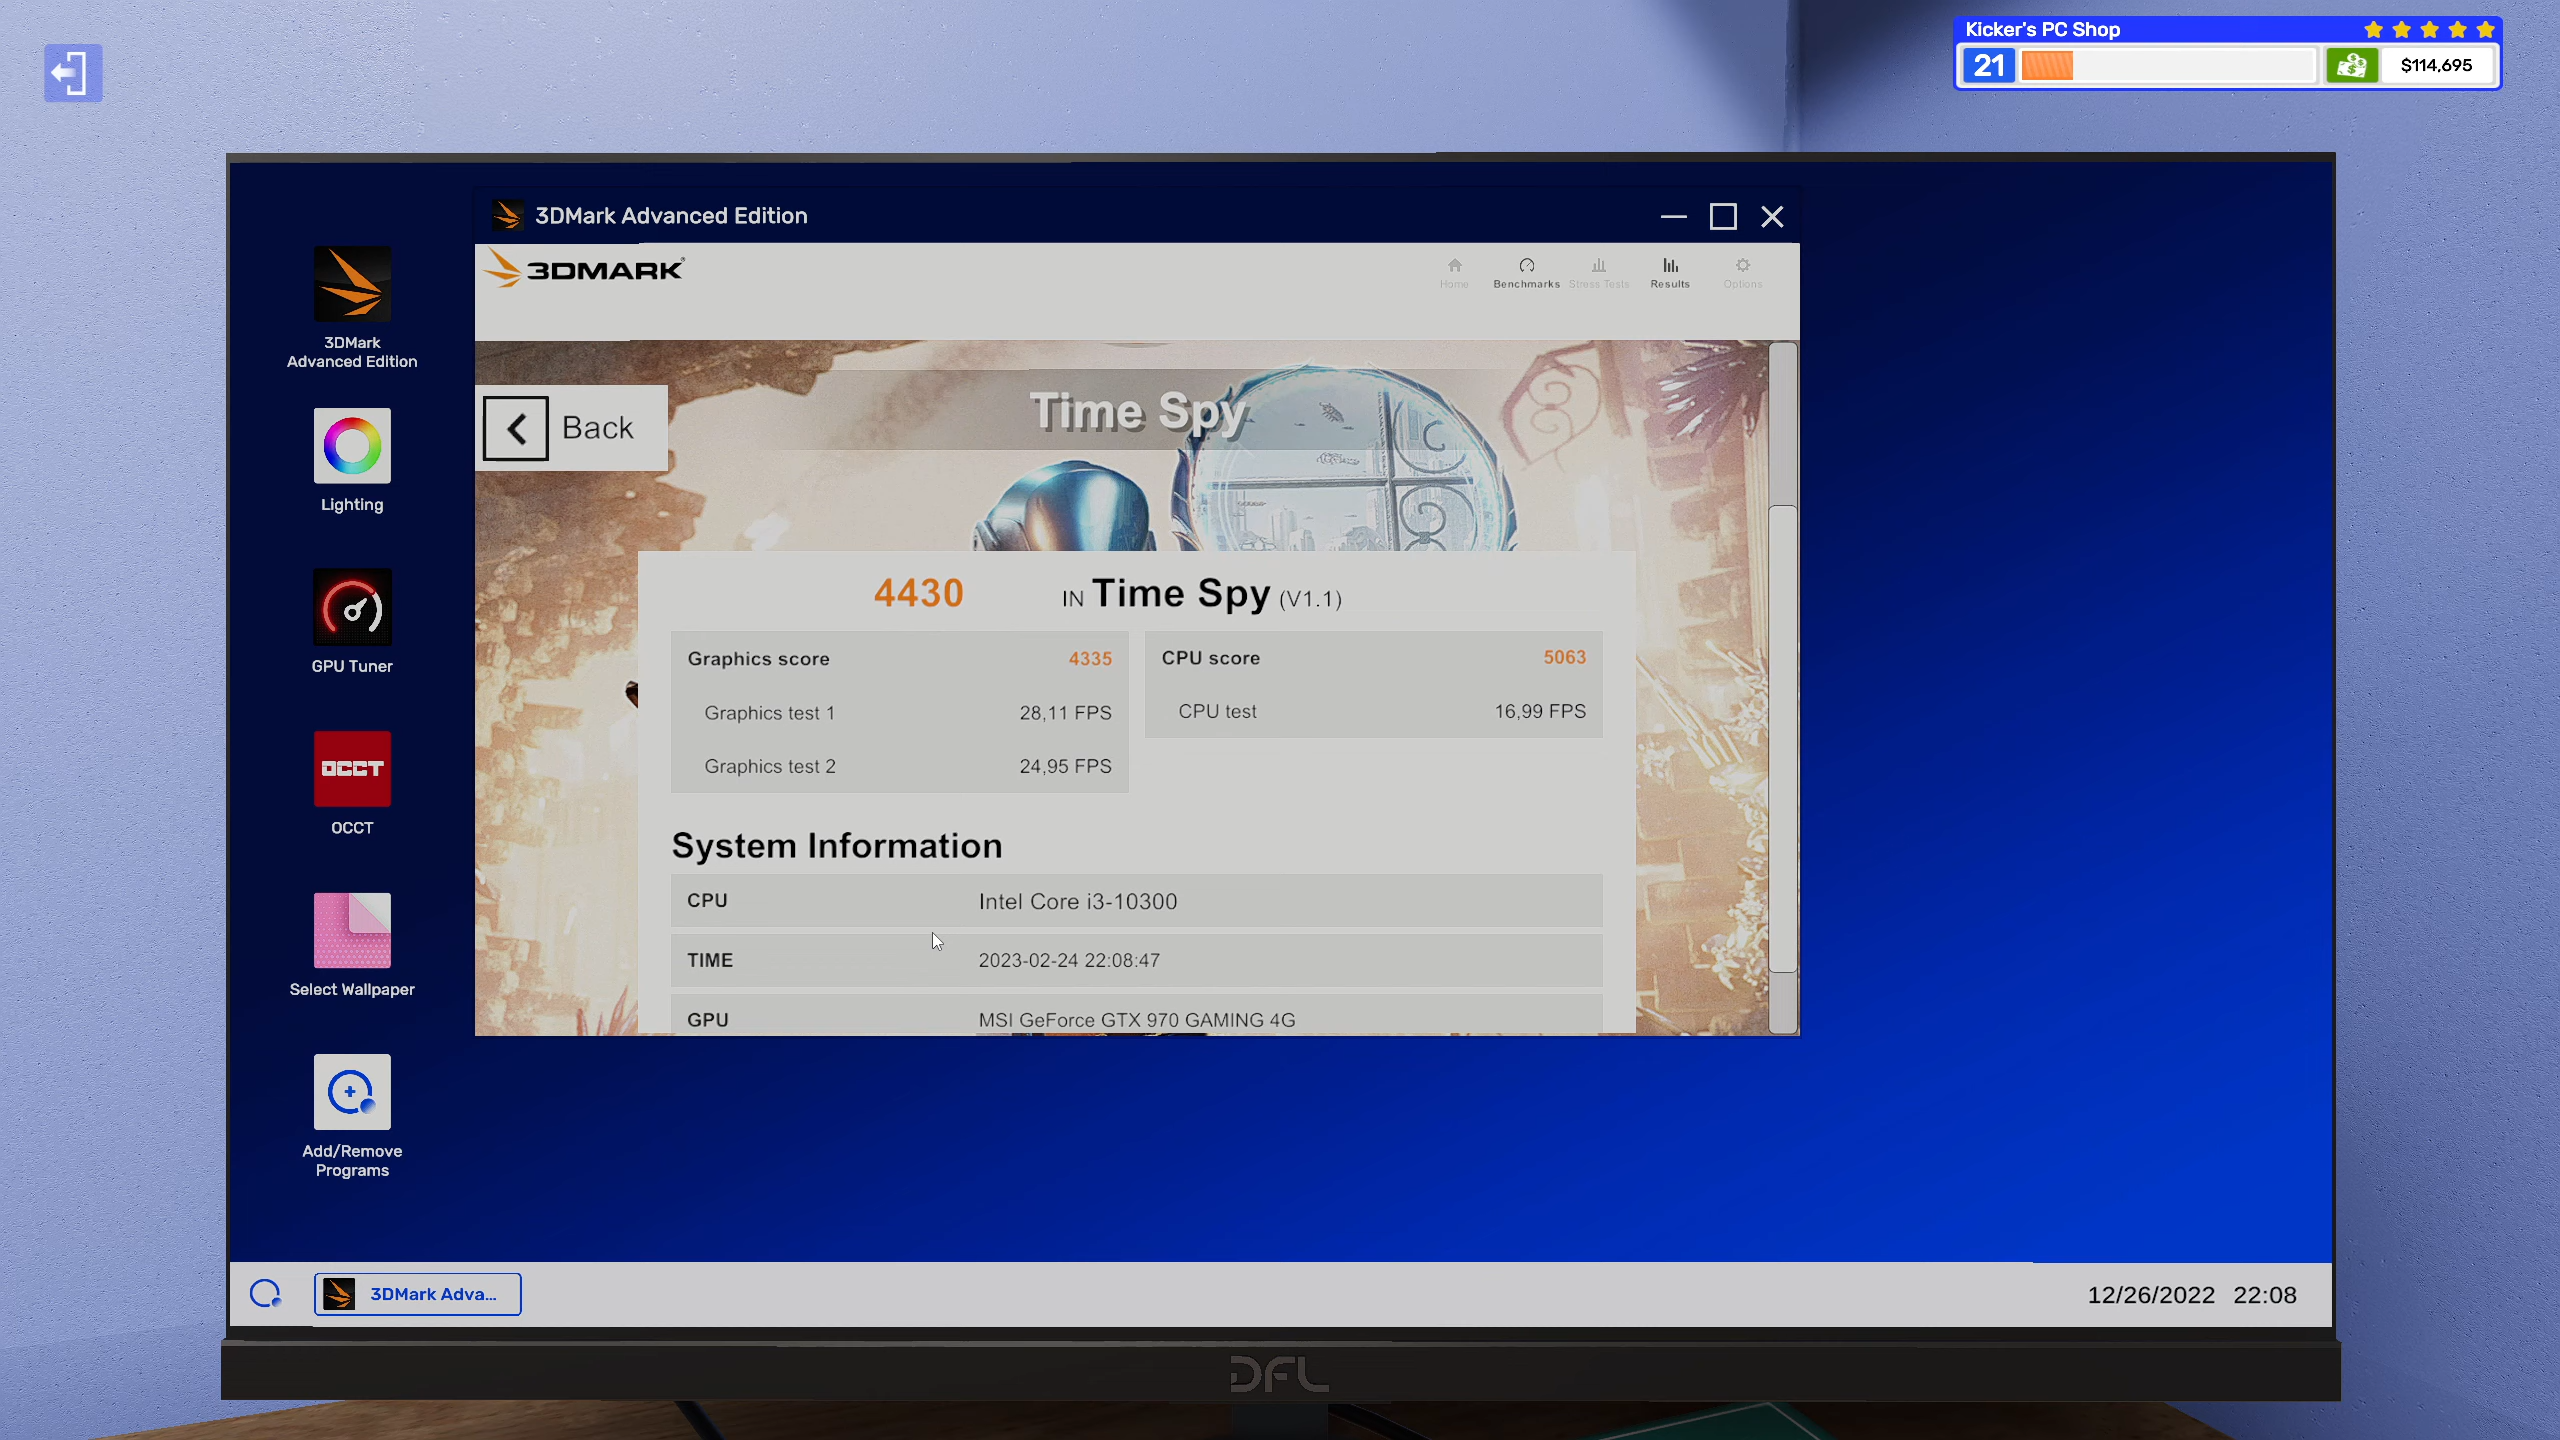 Kicker's PC Shop
21
$114,695
3DMark Advanced Edition
3DMARK
Home
Benchmarks
Stress Tests
Results
Options
3DMark
Advanced Edition
Lighting
GPU Tuner
OCCT
OCCT
Select Wallpaper
Add/Remove
Programs
Back
Time Spy
4430 IN Time Spy (V1.1)
Graphics score 4335
Graphics test 1 28,11 FPS
Graphics test 2 24,95 FPS
CPU score 5063
CPU test 16,99 FPS
System Information
CPU Intel Core i3-10300
TIME 2023-02-24 22:08:47
GPU MSI GeForce GTX 970 GAMING 4G
3DMark Adva...
12/26/2022 22:08
DFL